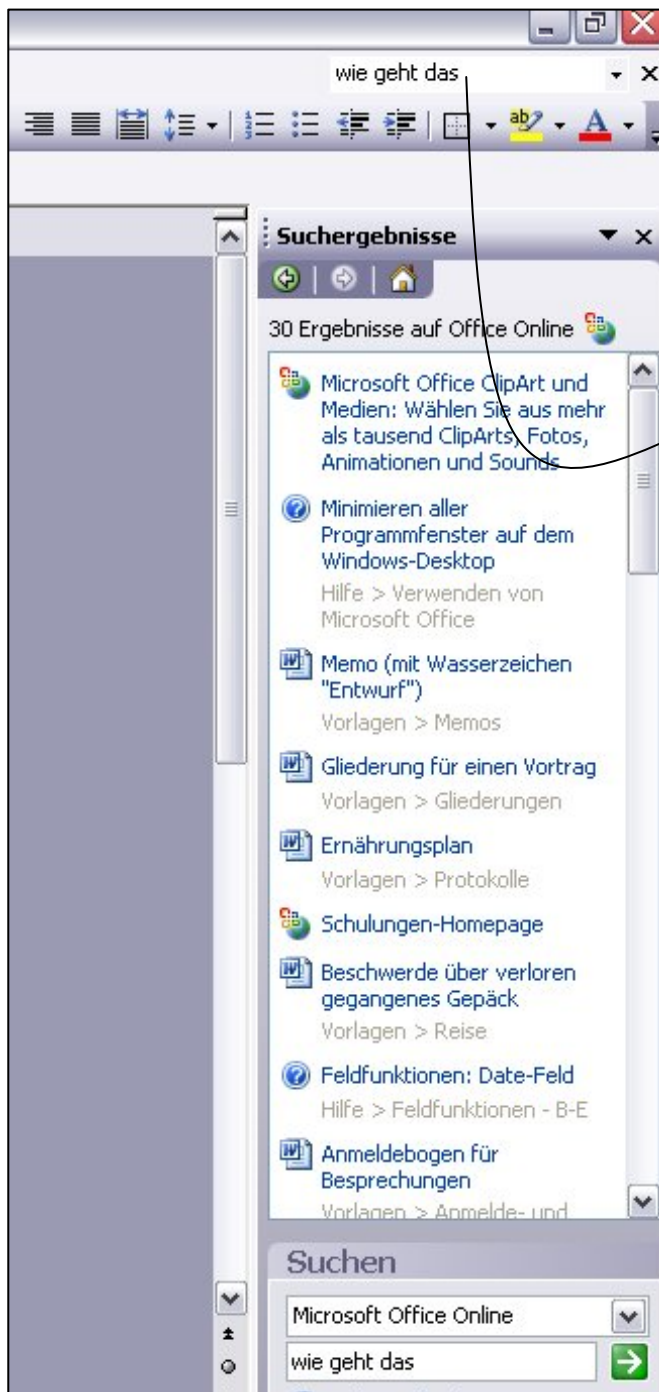 wie geht das
Suchergebnisse
30 Ergebnisse auf Office Online
Microsoft Office ClipArt und
Medien: Wählen Sie aus mehr
als tausend ClipArts, Fotos,
Animationen und Sounds
Minimieren aller
Programmfenster auf dem
Windows-Desktop
Hilfe > Verwenden von
Microsoft Office
Memo (mit Wasserzeichen
"Entwurf")
Vorlagen > Memos
Gliederung für einen Vortrag
Vorlagen > Gliederungen
Ernährungsplan
Vorlagen > Protokolle
Schulungen-Homepage
Beschwerde über verloren
gegangenes Gepäck
Vorlagen > Reise
Feldfunktionen: Date-Feld
Hilfe > Feldfunktionen - B-E
Anmeldebogen für
Besprechungen
Vorlagen > Anmelde- und
Suchen
Microsoft Office Online
wie geht das